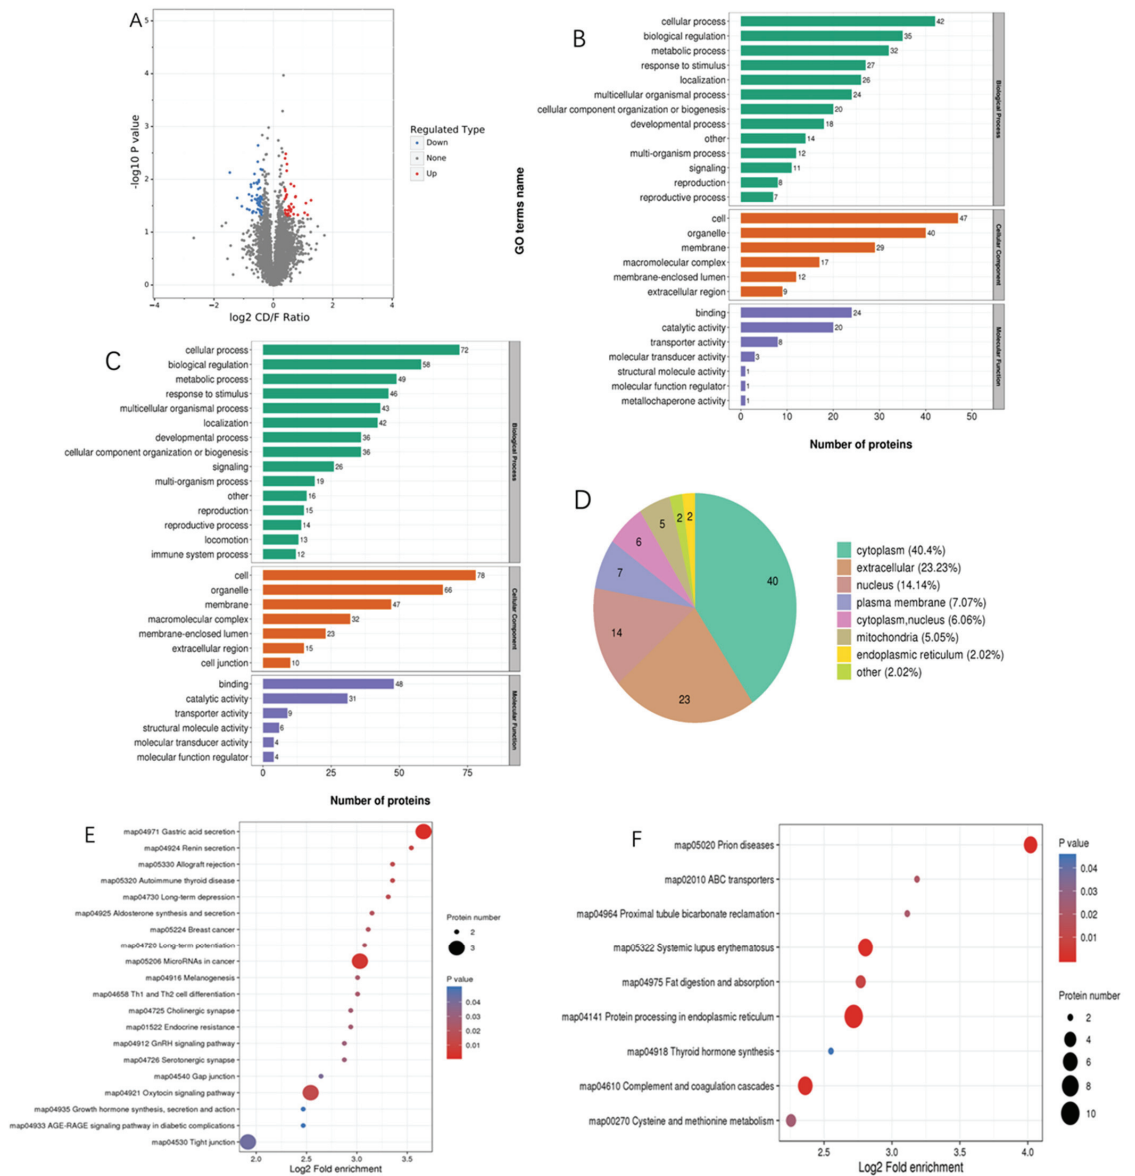 A
5
4
3
2
1
0
-log10 P value
−4
−2
0
2
4
log2 CD/F Ratio
Regulated Type
Down
None
Up
B
GO terms name
cellular process 42
biological regulation 35
metabolic process 32
response to stimulus 27
localization 26
multicellular organismal process 24
cellular component organization or biogenesis 20
developmental process 18
other 14
multi-organism process 12
signaling 11
reproduction 8
reproductive process 7
Biological Process
cell 47
organelle 40
membrane 29
macromolecular complex 17
membrane-enclosed lumen 12
extracellular region 9
Cellular Component
binding 24
catalytic activity 20
transporter activity 8
molecular transducer activity 3
structural molecule activity 1
molecular function regulator 1
metallochaperone activity 1
Molecular Function
0 10 20 30 40 50
Number of proteins
C
cellular process 72
biological regulation 58
metabolic process 49
response to stimulus 46
multicellular organismal process 43
localization 42
developmental process 36
cellular component organization or biogenesis 36
signaling 26
multi-organism process 19
other 16
reproduction 15
reproductive process 14
locomotion 13
immune system process 12
Biological Process
cell 78
organelle 66
membrane 47
macromolecular complex 32
membrane-enclosed lumen 23
extracellular region 15
cell junction 10
Cellular Component
binding 48
catalytic activity 31
transporter activity 9
structural molecule activity 6
molecular transducer activity 4
molecular function regulator 4
Molecular Function
0 25 50 75
Number of proteins
D
40
23
14
7
6
5
2
2
cytoplasm (40.4%)
extracellular (23.23%)
nucleus (14.14%)
plasma membrane (7.07%)
cytoplasm,nucleus (6.06%)
mitochondria (5.05%)
endoplasmic reticulum (2.02%)
other (2.02%)
E
map04971 Gastric acid secretion
map04924 Renin secretion
map05330 Allograft rejection
map05320 Autoimmune thyroid disease
map04730 Long-term depression
map04925 Aldosterone synthesis and secretion
map05224 Breast cancer
map04720 Long-term potentiation
map05206 MicroRNAs in cancer
map04916 Melanogenesis
map04658 Th1 and Th2 cell differentiation
map04725 Cholinergic synapse
map01522 Endocrine resistance
map04912 GnRH signaling pathway
map04726 Serotonergic synapse
map04540 Gap junction
map04921 Oxytocin signaling pathway
map04935 Growth hormone synthesis, secretion and action
map04933 AGE-RAGE signaling pathway in diabetic complications
map04530 Tight junction
2.0 2.5 3.0 3.5
Log2 Fold enrichment
Protein number
2
3
P value
0.04
0.03
0.02
0.01
F
map05020 Prion diseases
map02010 ABC transporters
map04964 Proximal tubule bicarbonate reclamation
map05322 Systemic lupus erythematosus
map04975 Fat digestion and absorption
map04141 Protein processing in endoplasmic reticulum
map04918 Thyroid hormone synthesis
map04610 Complement and coagulation cascades
map00270 Cysteine and methionine metabolism
2.5 3.0 3.5 4.0
Log2 Fold enrichment
P value
0.04
0.03
0.02
0.01
Protein number
2
4
6
8
10